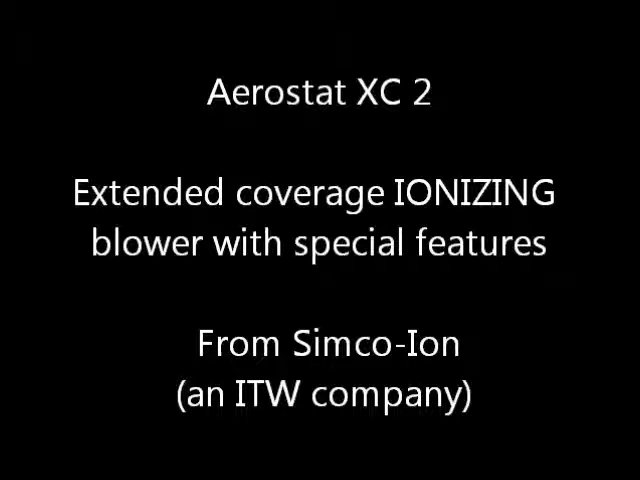 Aerostat XC 2
Extended coverage IONIZING
blower with special features
From Simco-Ion
(an ITW company)